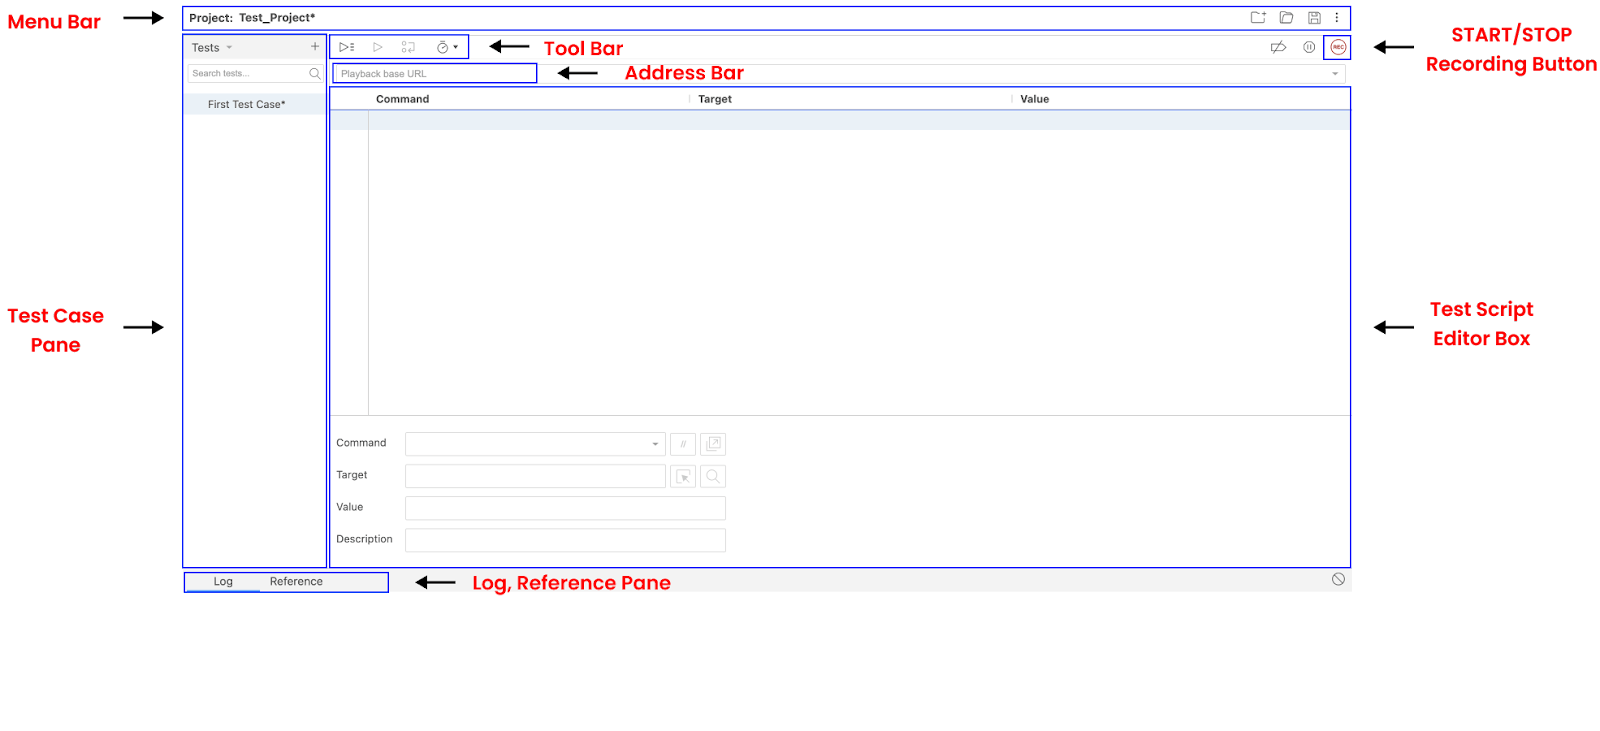 Menu Bar
Project: Test_Project*
Tests
Tool Bar
REC
START/STOP
Recording Button
Search tests...
Playback base URL
Address Bar
First Test Case*
Command Target Value
Test Case
Pane
Test Script
Editor Box
Command
//
Target
Value
Description
Log Reference
Log, Reference Pane